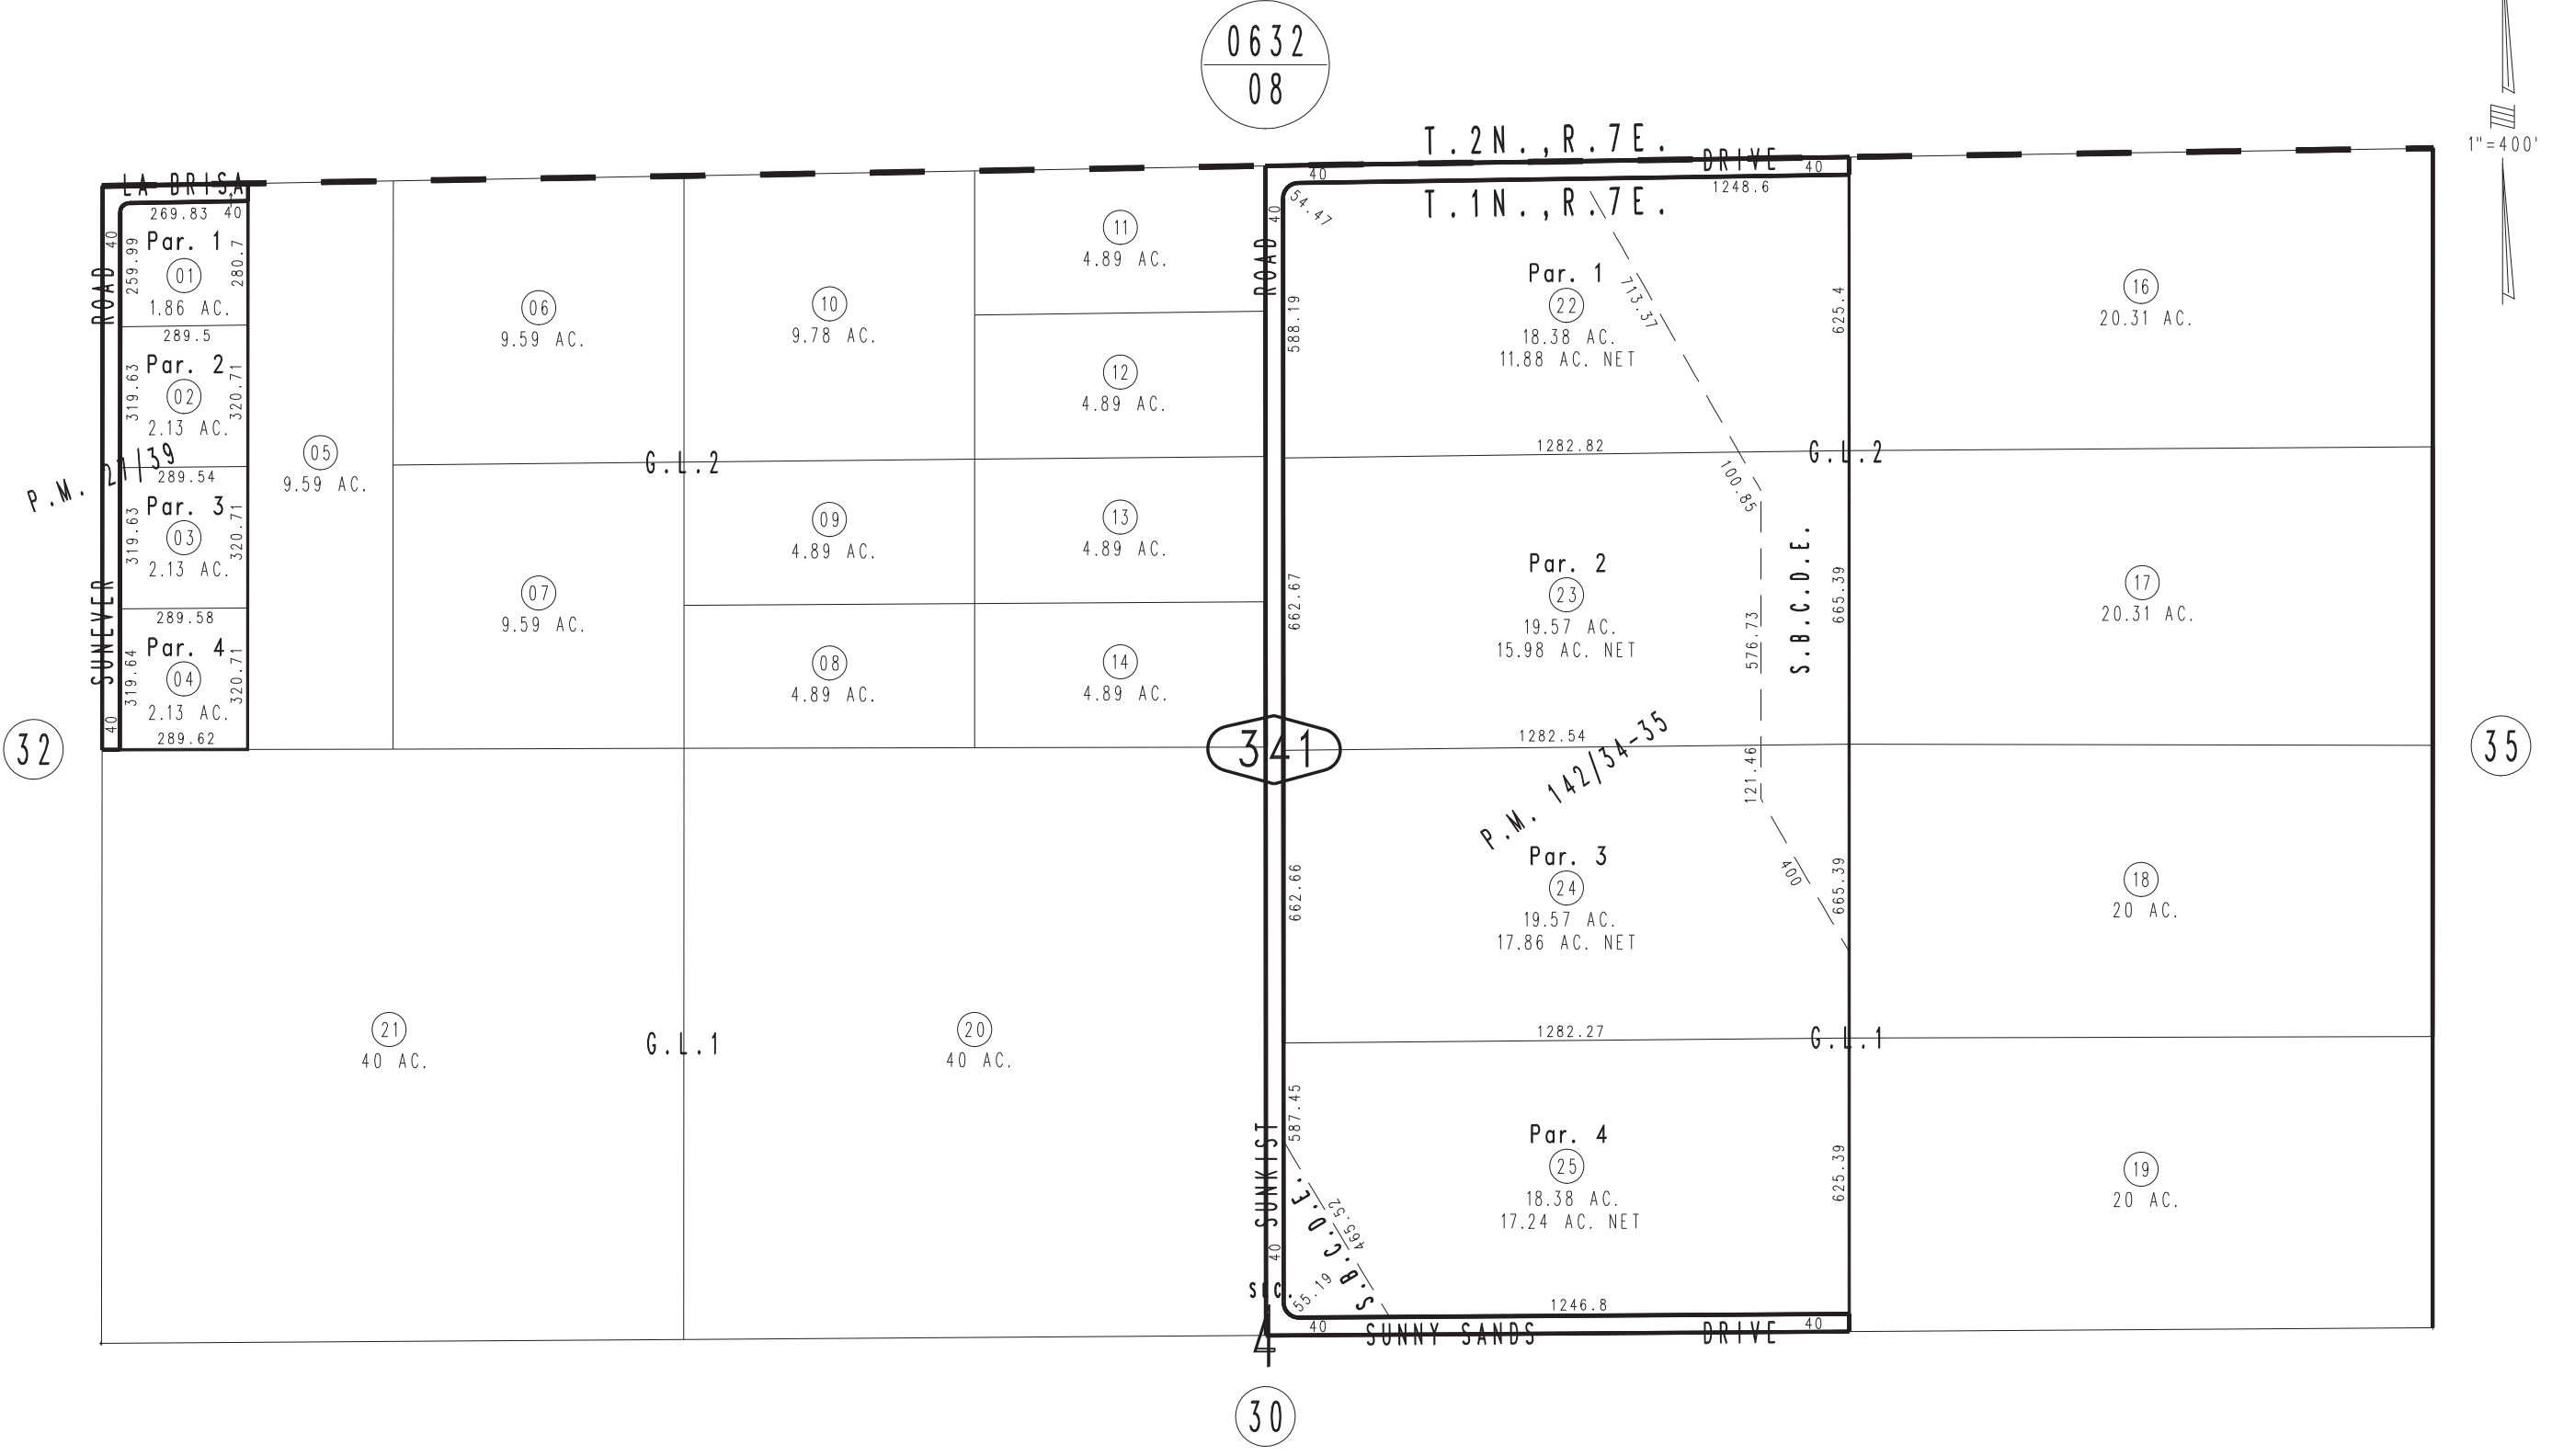 0632
08
T.2N.,R.7E.
1"=400'
LA BRISA
DRIVE
40
40
1248.6
T.1N.,R.7E.
269.83
40
54.47
40
ROAD
40
259.99
Par. 1
01
1.86 AC.
280.7
289.5
319.63
Par. 2
02
2.13 AC.
320.71
P.M. 21/39
289.54
319.63
Par. 3
03
2.13 AC.
320.71
289.58
SUNEVER
319.64
Par. 4
04
2.13 AC.
320.71
40
289.62
05
9.59 AC.
06
9.59 AC.
07
9.59 AC.
G.L.2
10
9.78 AC.
09
4.89 AC.
08
4.89 AC.
11
4.89 AC.
12
4.89 AC.
13
4.89 AC.
14
4.89 AC.
ROAD
588.19
Par. 1
22
18.38 AC.
11.88 AC. NET
713.37
625.4
1282.82
G.L.2
100.85
662.67
Par. 2
23
19.57 AC.
15.98 AC. NET
576.73
S.B.C.D.E.
665.39
1282.54
16
20.31 AC.
17
20.31 AC.
32
341
35
P.M. 142/34-35
121.46
662.66
Par. 3
24
19.57 AC.
17.86 AC. NET
400
665.39
18
20 AC.
1282.27
G.L.1
21
40 AC.
G.L.1
20
40 AC.
587.45
SUNKIST
Par. 4
25
18.38 AC.
17.24 AC. NET
625.39
19
20 AC.
S.B.C.D.E.
465.52
40
55.19
SEC.
4
1246.8
40
SUNNY SANDS
DRIVE
40
30